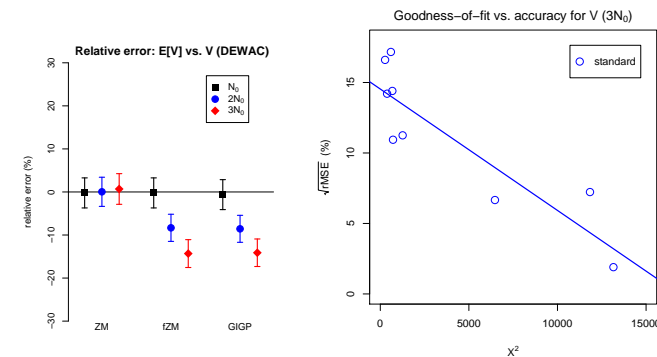 Relative error: E[V] vs. V (DEWAC)
relative error (%)
30
20
10
0
−10
−20
−30
N₀
2N₀
3N₀
ZM
fZM
GIGP
Goodness−of−fit vs. accuracy for V (3N₀)
√rMSE
15
10
5
0
standard
0
5000
10000
15000
X²